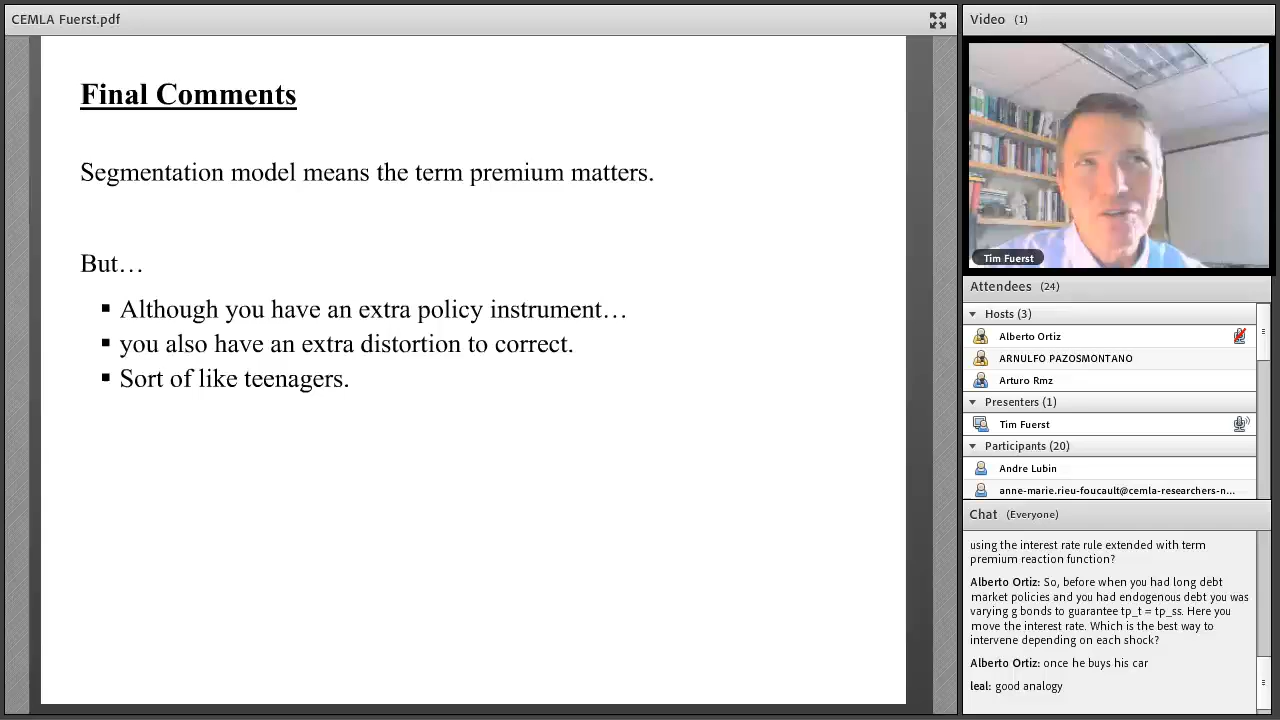 CEMLA Fuerst.pdf
Final Comments
Segmentation model means the term premium matters.
But…
▪ Although you have an extra policy instrument…
▪ you also have an extra distortion to correct.
▪ Sort of like teenagers.
Video (1)
Tim Fuerst
Attendees (24)
Hosts (3)
Alberto Ortiz
ARNULFO PAZOSMONTANO
Arturo Rmz
Presenters (1)
Tim Fuerst
Participants (20)
Andre Lubin
anne-marie.rieu-foucault@cemla-researchers-n...
Chat (Everyone)
using the interest rate rule extended with term
premium reaction function?
Alberto Ortiz: So, before when you had long debt
market policies and you had endogenous debt you was
varying g bonds to guarantee tp_t = tp_ss. Here you
move the interest rate. Which is the best way to
intervene depending on each shock?
Alberto Ortiz: once he buys his car
leal: good analogy